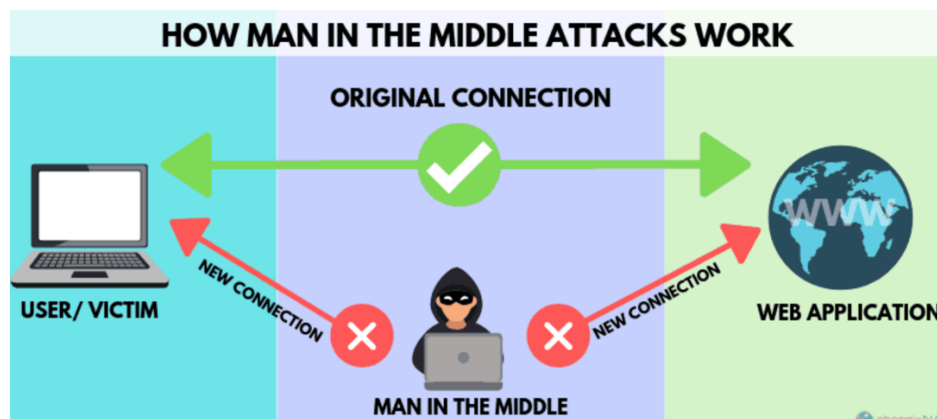 HOW MAN IN THE MIDDLE ATTACKS WORK
ORIGINAL CONNECTION
WWW
NEW CONNECTION
NEW CONNECTION
USER/ VICTIM
WEB APPLICATION
MAN IN THE MIDDLE